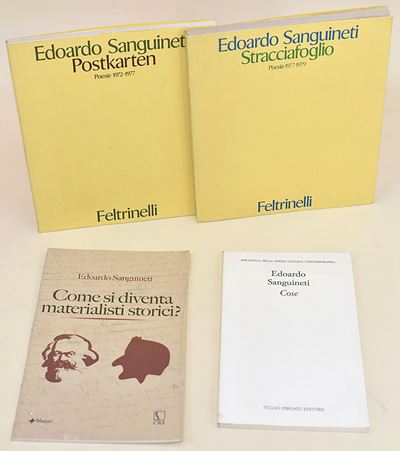 Edoardo Sanguineti
Postkarten
Poesie 1972-1977
Feltrinelli
Edoardo Sanguineti
Stracciafoglio
Poesie 1977-1979
Feltrinelli
Edoardo Sanguineti
Come si diventa
materialisti storici?
Manni
BIBLIOTECA DELLA POESIA ITALIANA CONTEMPORANEA
Edoardo
Sanguineti
Cose
TULLIO PIRONTI EDITORE